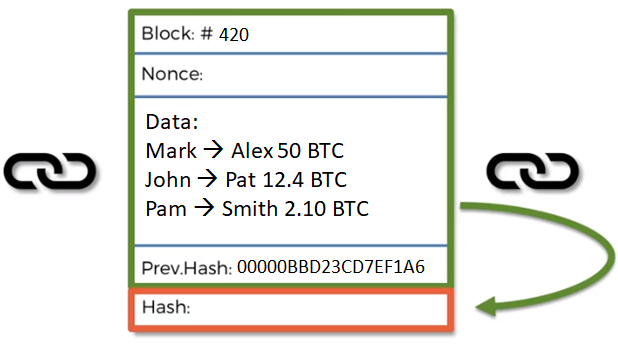 Block: # 420
Nonce:
Data:
Mark → Alex 50 BTC
John → Pat 12.4 BTC
Pam → Smith 2.10 BTC
Prev.Hash: 00000BBD23CD7EF1A6
Hash: